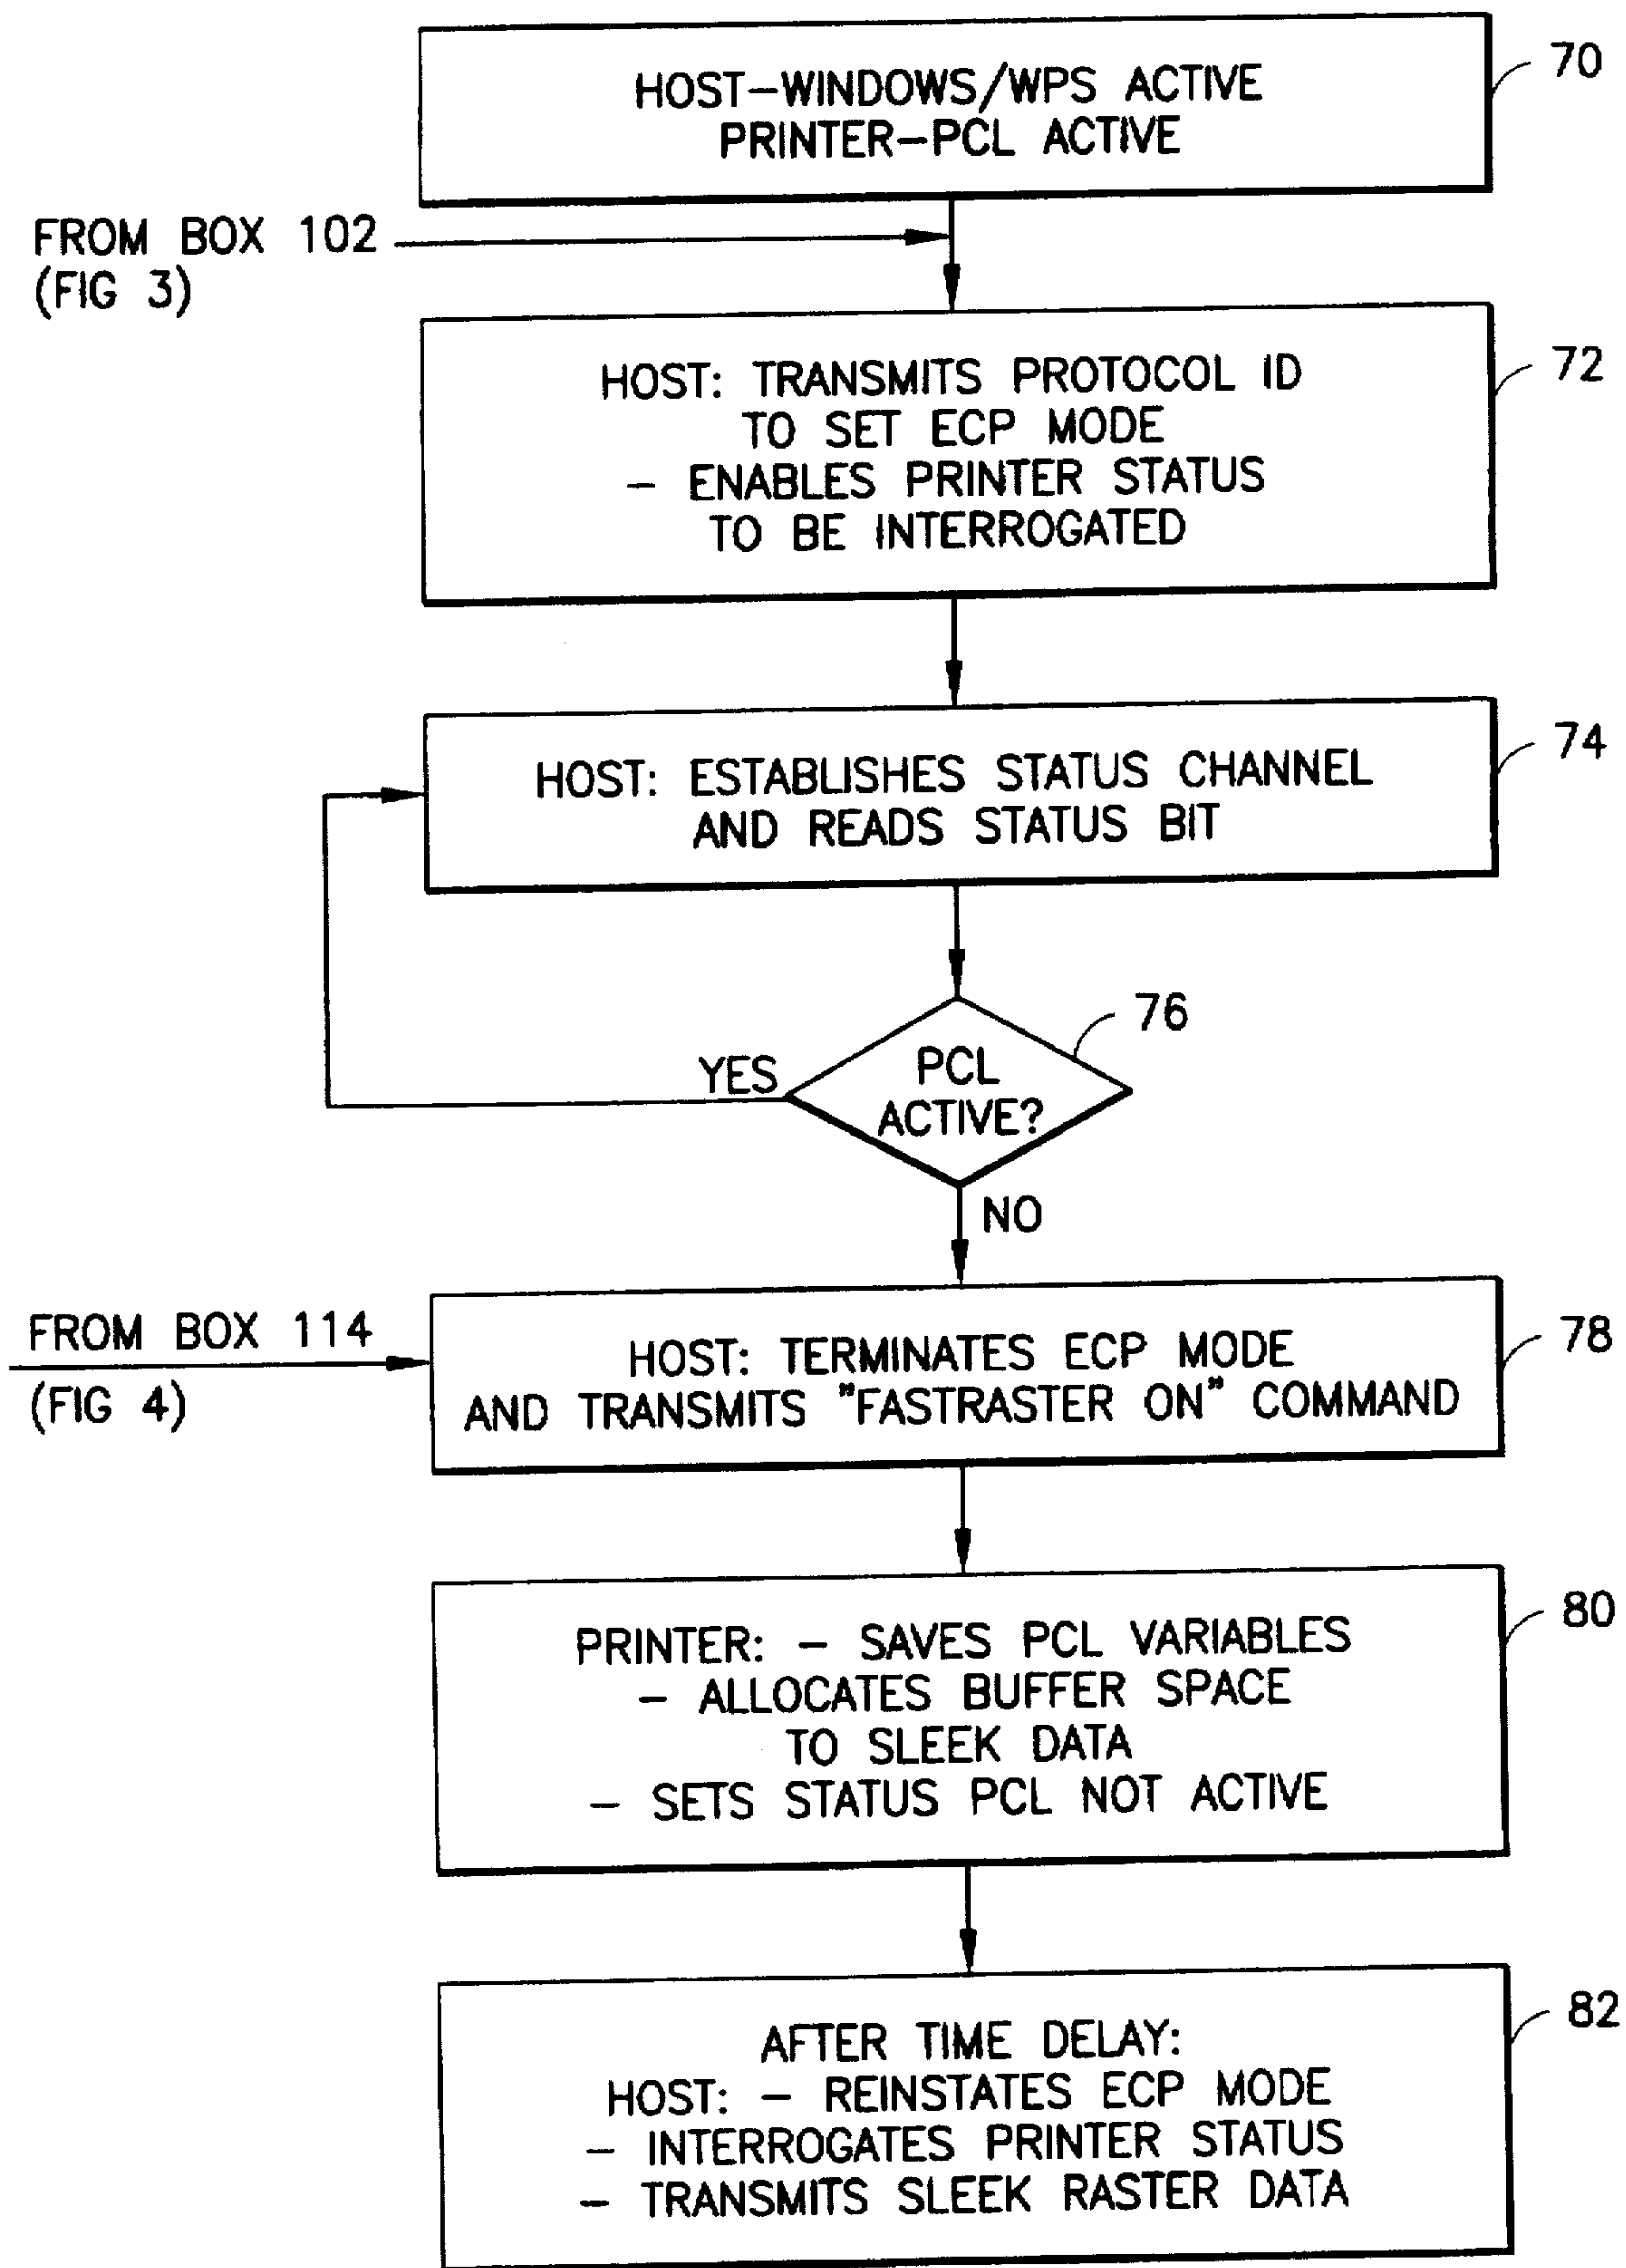 HOST-WINDOWS/WPS ACTIVE
PRINTER-PCL ACTIVE
70
FROM BOX 102
(FIG 3)
HOST: TRANSMITS PROTOCOL ID
TO SET ECP MODE
- ENABLES PRINTER STATUS
TO BE INTERROGATED
72
HOST: ESTABLISHES STATUS CHANNEL
AND READS STATUS BIT
74
PCL
ACTIVE?
76
YES
NO
FROM BOX 114
(FIG 4)
HOST: TERMINATES ECP MODE
AND TRANSMITS "FASTRASTER ON" COMMAND
78
PRINTER: - SAVES PCL VARIABLES
- ALLOCATES BUFFER SPACE
TO SLEEK DATA
- SETS STATUS PCL NOT ACTIVE
80
AFTER TIME DELAY:
HOST: - REINSTATES ECP MODE
- INTERROGATES PRINTER STATUS
- TRANSMITS SLEEK RASTER DATA
82